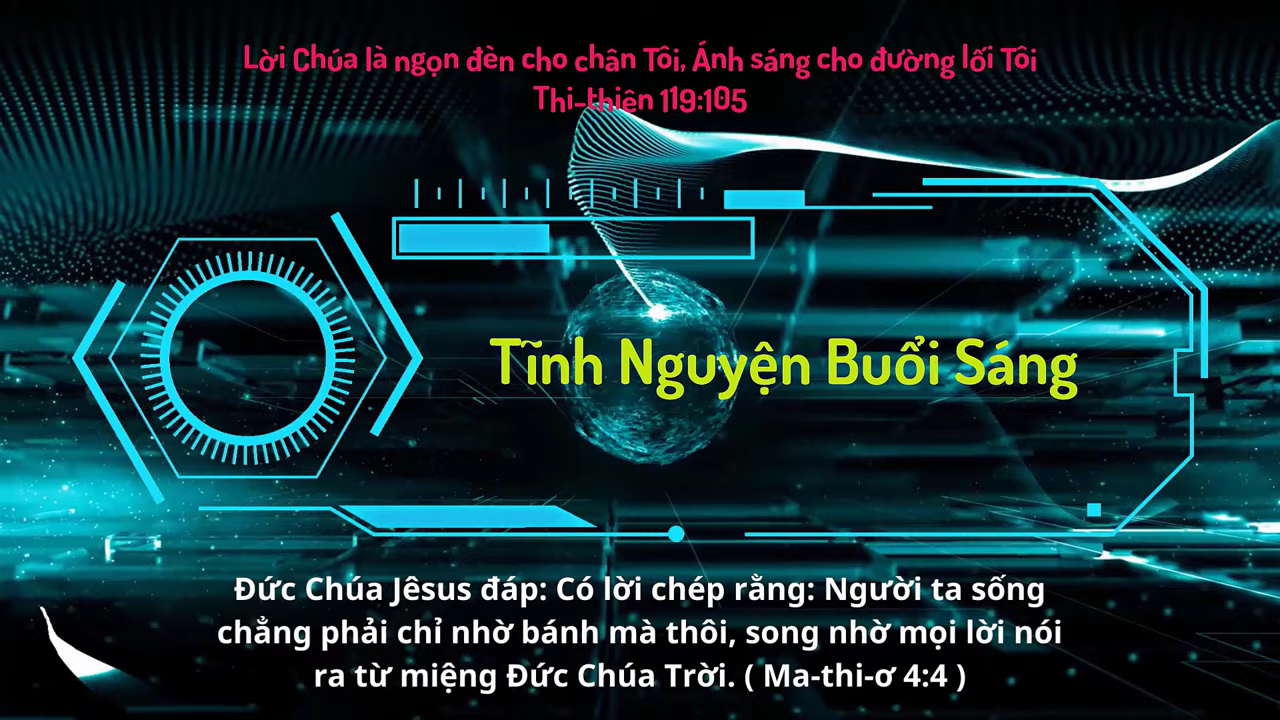 Lời Chúa là ngọn đèn cho chân Tôi, Ánh sáng cho đường lối Tôi
Thi-thiên 119:105
Tĩnh Nguyện Buổi Sáng
Đức Chúa Jêsus đáp: Có lời chép rằng: Người ta sống
chẳng phải chỉ nhờ bánh mà thôi, song nhờ mọi lời nói
ra từ miệng Đức Chúa Trời. ( Ma-thi-ơ 4:4 )